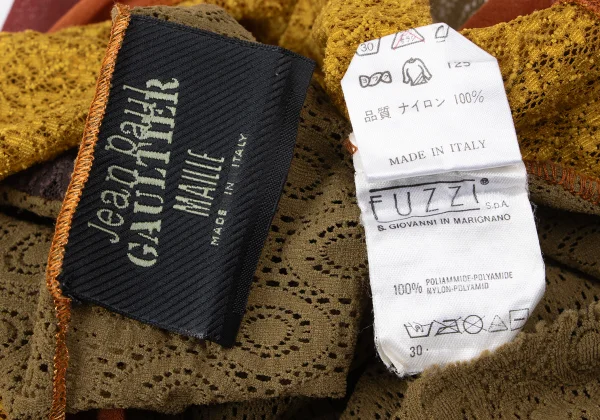 Jean Paul
GAULTIER
MAILLE
MADE IN ITALY
30
125
品質 ナイロン 100%
MADE IN ITALY
FUZZI® S.p.A.
S. GIOVANNI IN MARIGNANO
100% POLIAMMIDE-POLYAMIDE
NYLON-POLYAMID
30